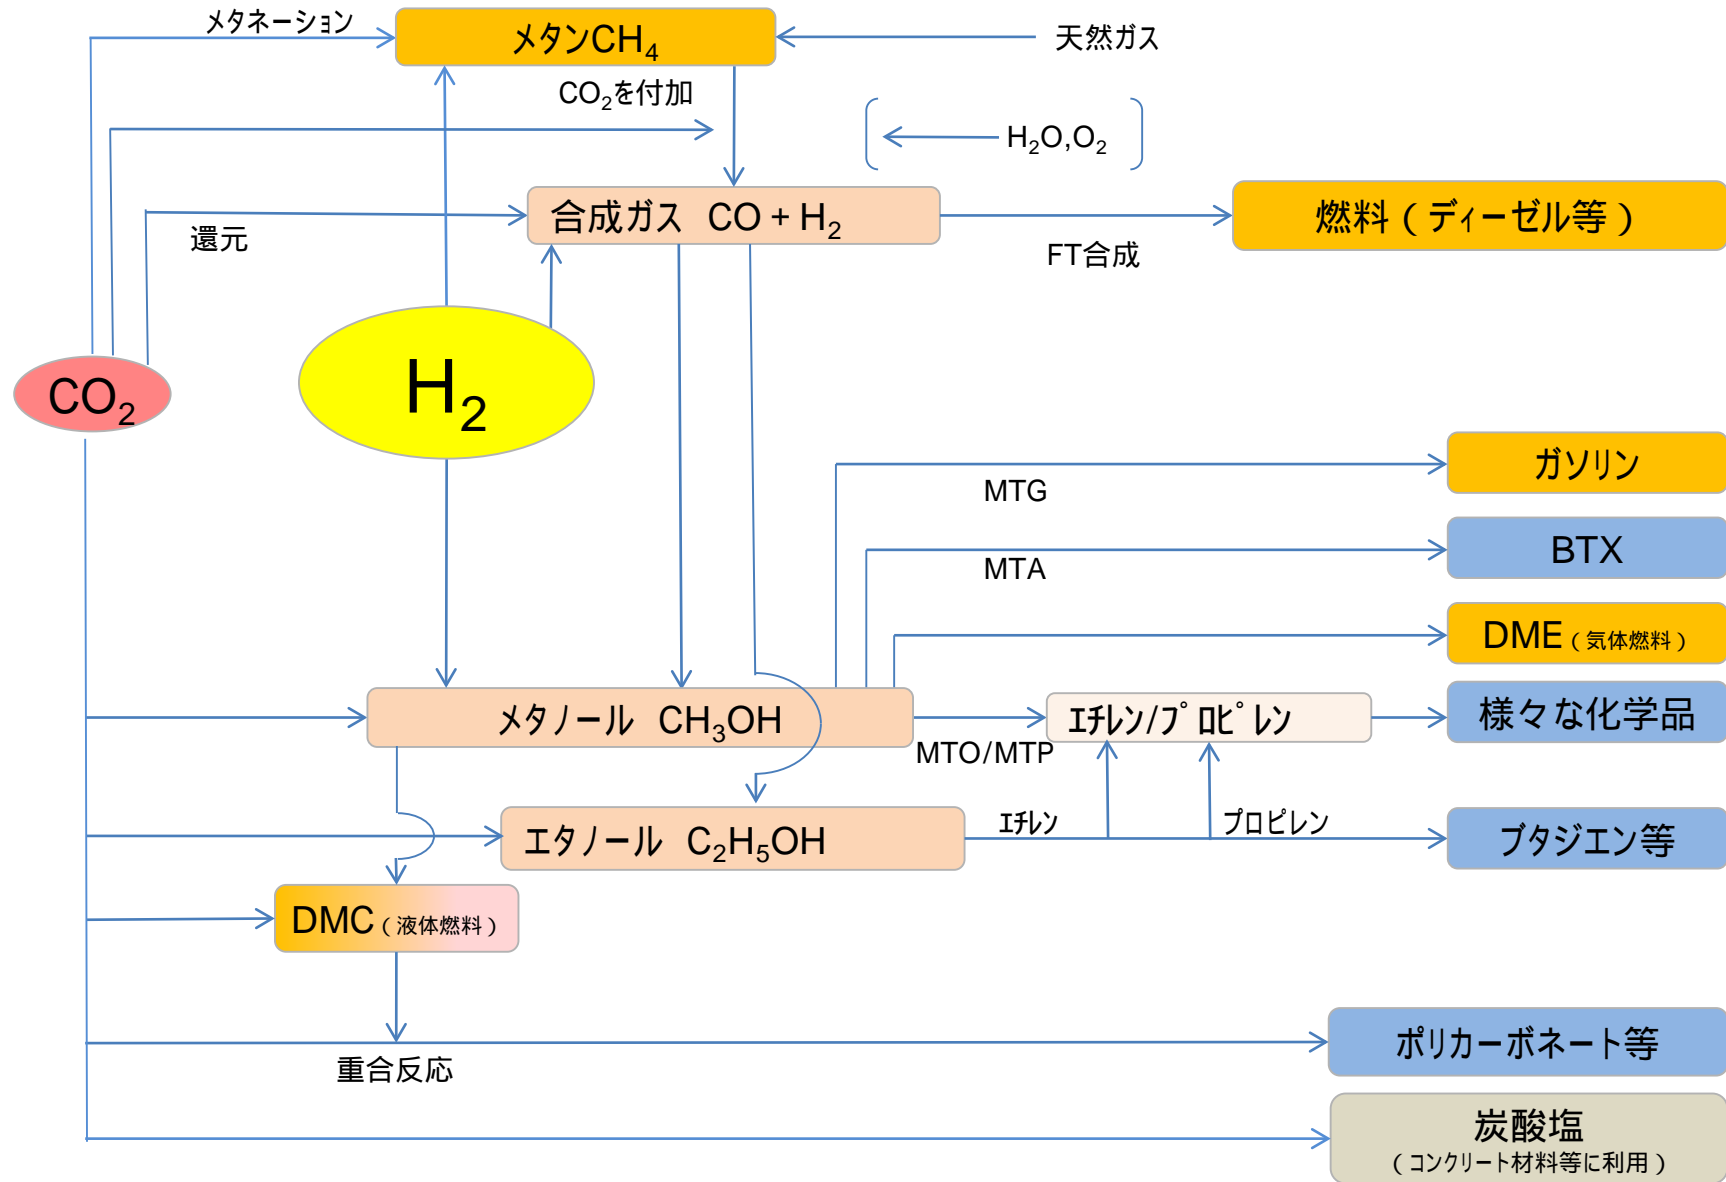 メタネーション
メタンCH₄
天然ガス
CO₂を付加
H₂O,O₂
合成ガス CO + H₂
燃料（ディーゼル等）
還元
FT合成
CO₂
H₂
ガソリン
MTG
BTX
MTA
DME（気体燃料）
メタノール CH₃OH
ｴﾁﾚﾝ/ﾌﾟﾛﾋﾟﾚﾝ
様々な化学品
MTO/MTP
エタノール C₂H₅OH
ｴﾁﾚﾝ
プロピレン
ブタジエン等
DMC（液体燃料）
ポリカーボネート等
重合反応
炭酸塩
（コンクリート材料等に利用）